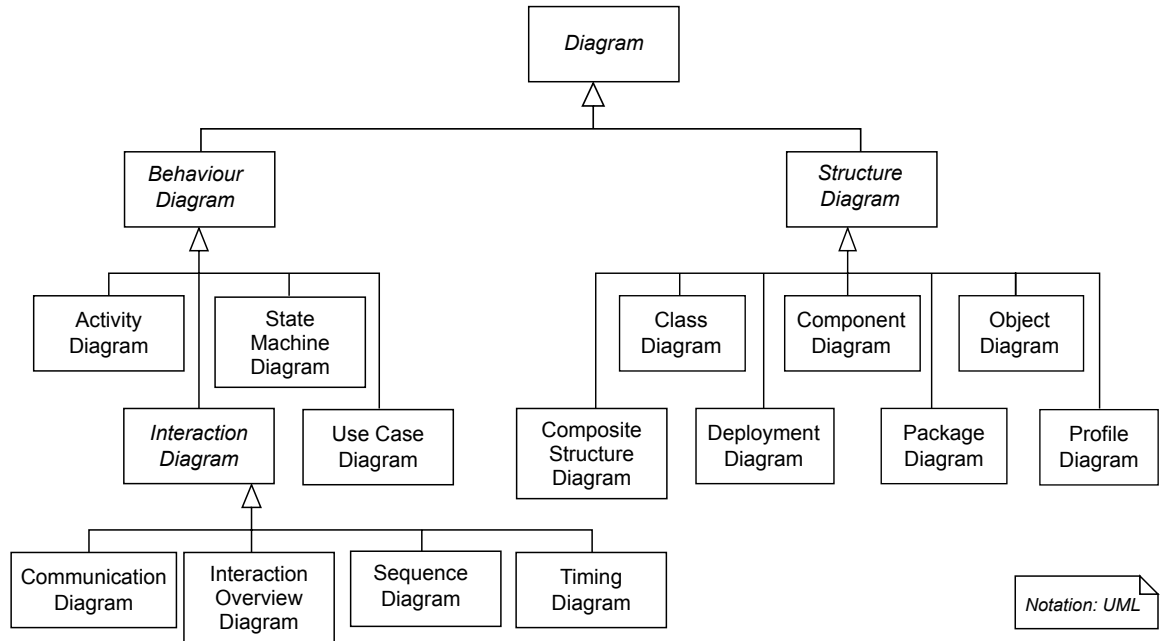 Diagram
Behaviour
Diagram
Structure
Diagram
Activity
Diagram
State
Machine
Diagram
Class
Diagram
Component
Diagram
Object
Diagram
Interaction
Diagram
Use Case
Diagram
Composite
Structure
Diagram
Deployment
Diagram
Package
Diagram
Profile
Diagram
Communication
Diagram
Interaction
Overview
Diagram
Sequence
Diagram
Timing
Diagram
Notation: UML